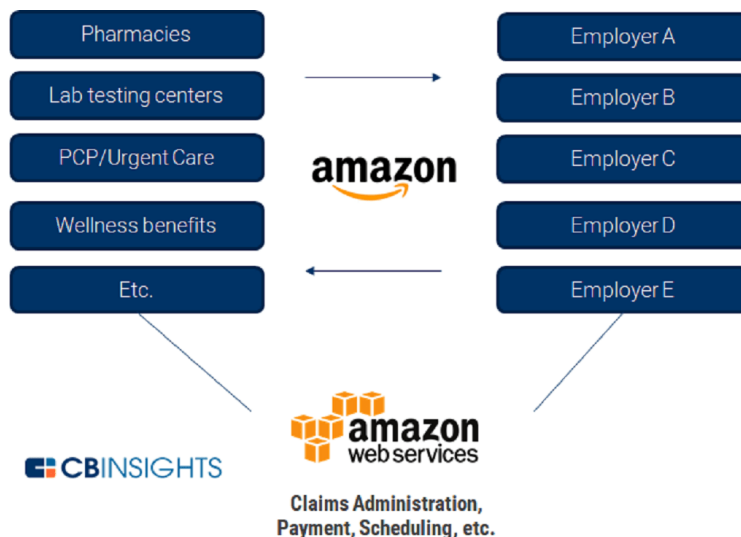 Pharmacies
Lab testing centers
PCP/Urgent Care
Wellness benefits
Etc.
amazon
Employer A
Employer B
Employer C
Employer D
Employer E
amazon
web services
CBINSIGHTS
Claims Administration,
Payment, Scheduling, etc.